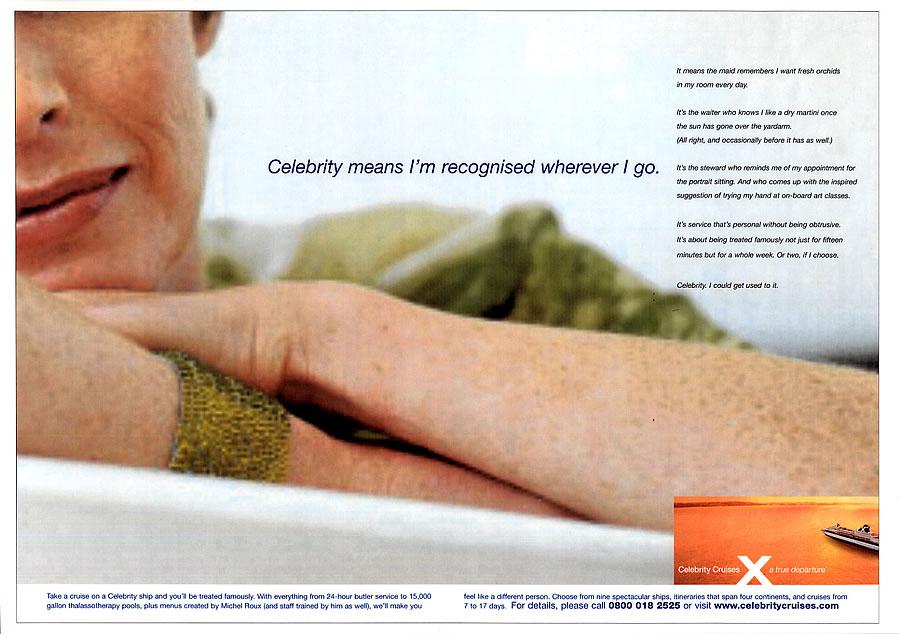 Celebrity means I'm recognised wherever I go.
It means the maid remembers I want fresh orchids
in my room every day.
It's the waiter who knows I like a dry martini once
the sun has gone over the yardarm.
(All right, and occasionally before it has as well.)
It's the steward who reminds me of my appointment for
the portrait sitting. And who comes up with the inspired
suggestion of trying my hand at on-board art classes.
It's service that's personal without being obtrusive.
It's about being treated famously not just for fifteen
minutes but for a whole week. Or two, if I choose.
Celebrity. I could get used to it.
Celebrity Cruises X a true departure
Take a cruise on a Celebrity ship and you'll be treated famously. With everything from 24-hour butler service to 15,000
gallon thalassotherapy pools, plus menus created by Michel Roux (and staff trained by him as well), we'll make you
feel like a different person. Choose from nine spectacular ships, itineraries that span four continents, and cruises from
7 to 17 days. For details, please call 0800 018 2525 or visit www.celebritycruises.com